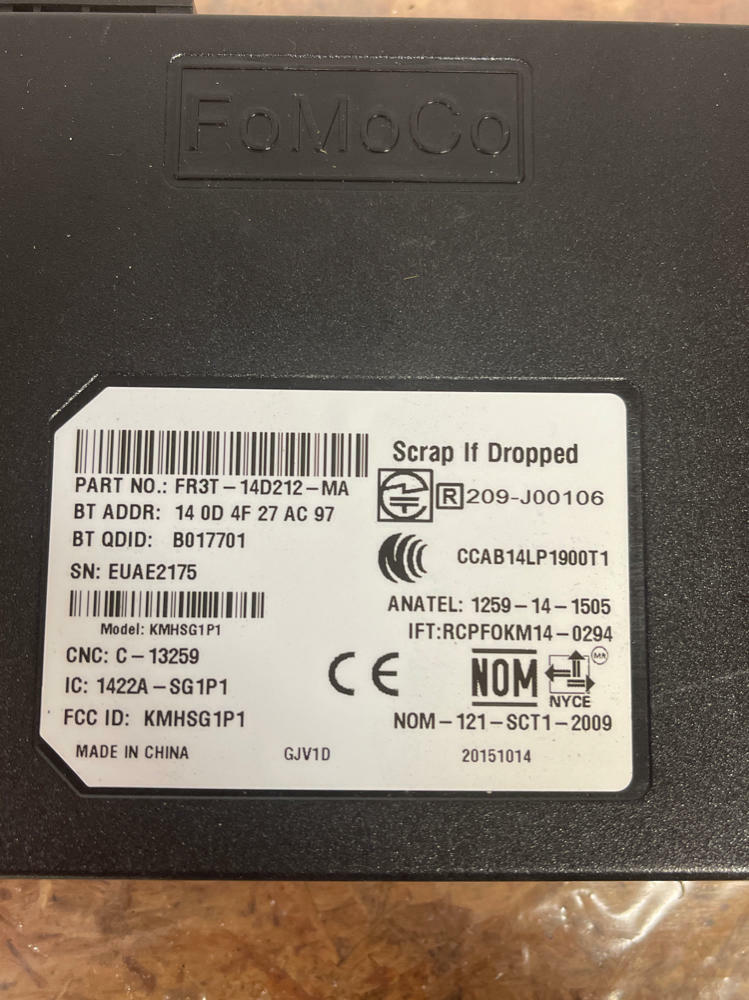 FoMoCo
PART NO.: FR3T-14D212-MA
BT ADDR: 14 0D 4F 27 AC 97
BT QDID: B017701
SN: EUAE2175
Model: KMHSG1P1
CNC: C-13259
IC: 1422A-SG1P1
FCC ID: KMHSG1P1
MADE IN CHINA
GJV1D
Scrap If Dropped
R 209-J00106
CCAB14LP1900T1
ANATEL: 1259-14-1505
IFT:RCPFOKM14-0294
CE
NOM
NYCE
NOM-121-SCT1-2009
20151014